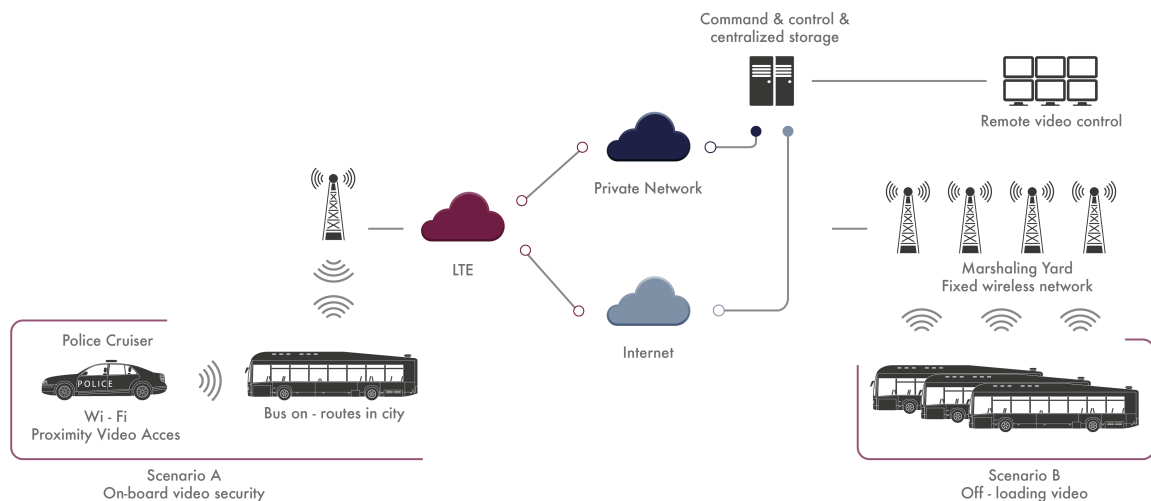 Command & control &
centralized storage
Remote video control
Private Network
LTE
Marshaling Yard
Fixed wireless network
Internet
Police Cruiser
POLICE
Wi - Fi
Proximity Video Acces
Bus on - routes in city
Scenario A
On-board video security
Scenario B
Off - loading video